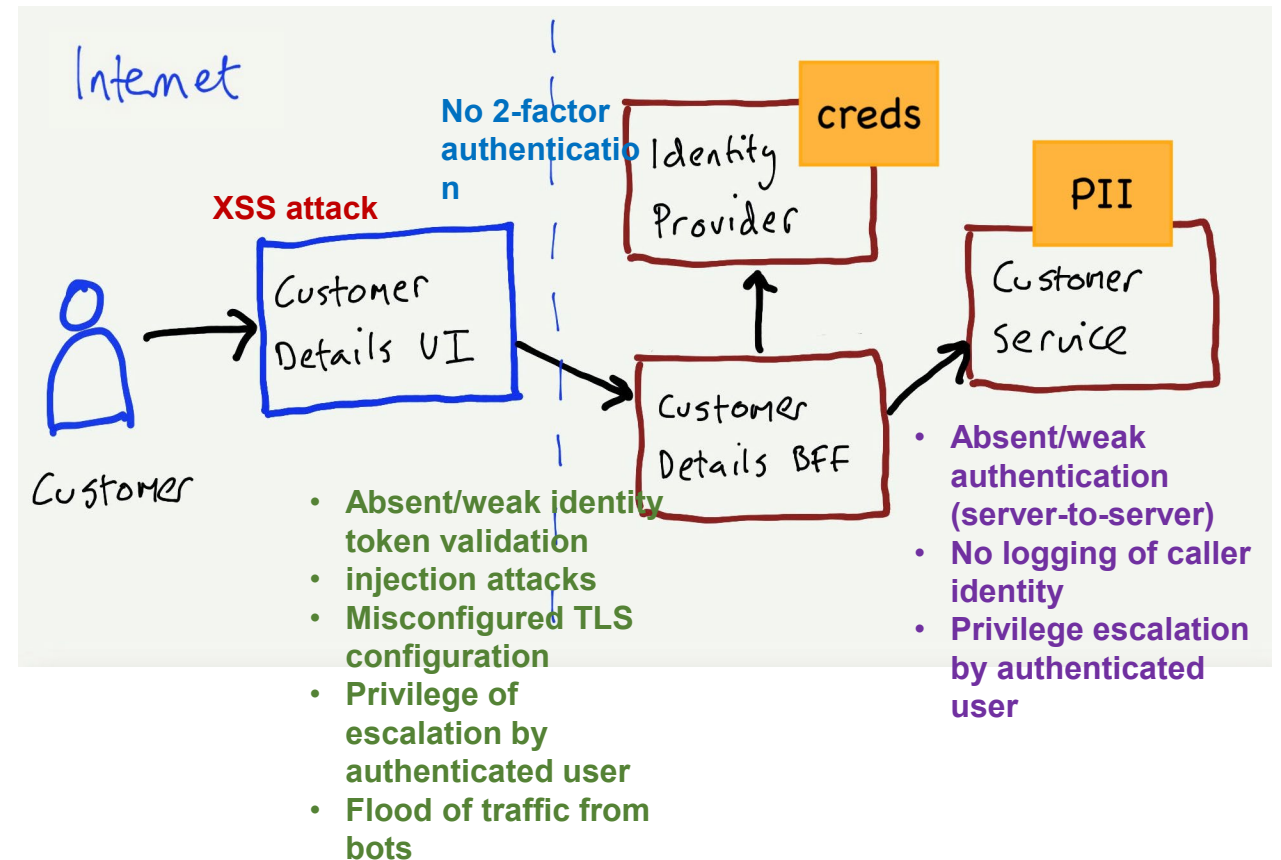 Internet
No 2-factor
authenticatio
n
XSS attack
creds
Identity
Provider
PII
Customer
Details UI
Customer
Service
Customer
Details BFF
Customer
• Absent/weak identity
token validation
• injection attacks
• Misconfigured TLS
configuration
• Privilege of
escalation by
authenticated user
• Flood of traffic from
bots
• Absent/weak
authentication
(server-to-server)
• No logging of caller
identity
• Privilege escalation
by authenticated
user